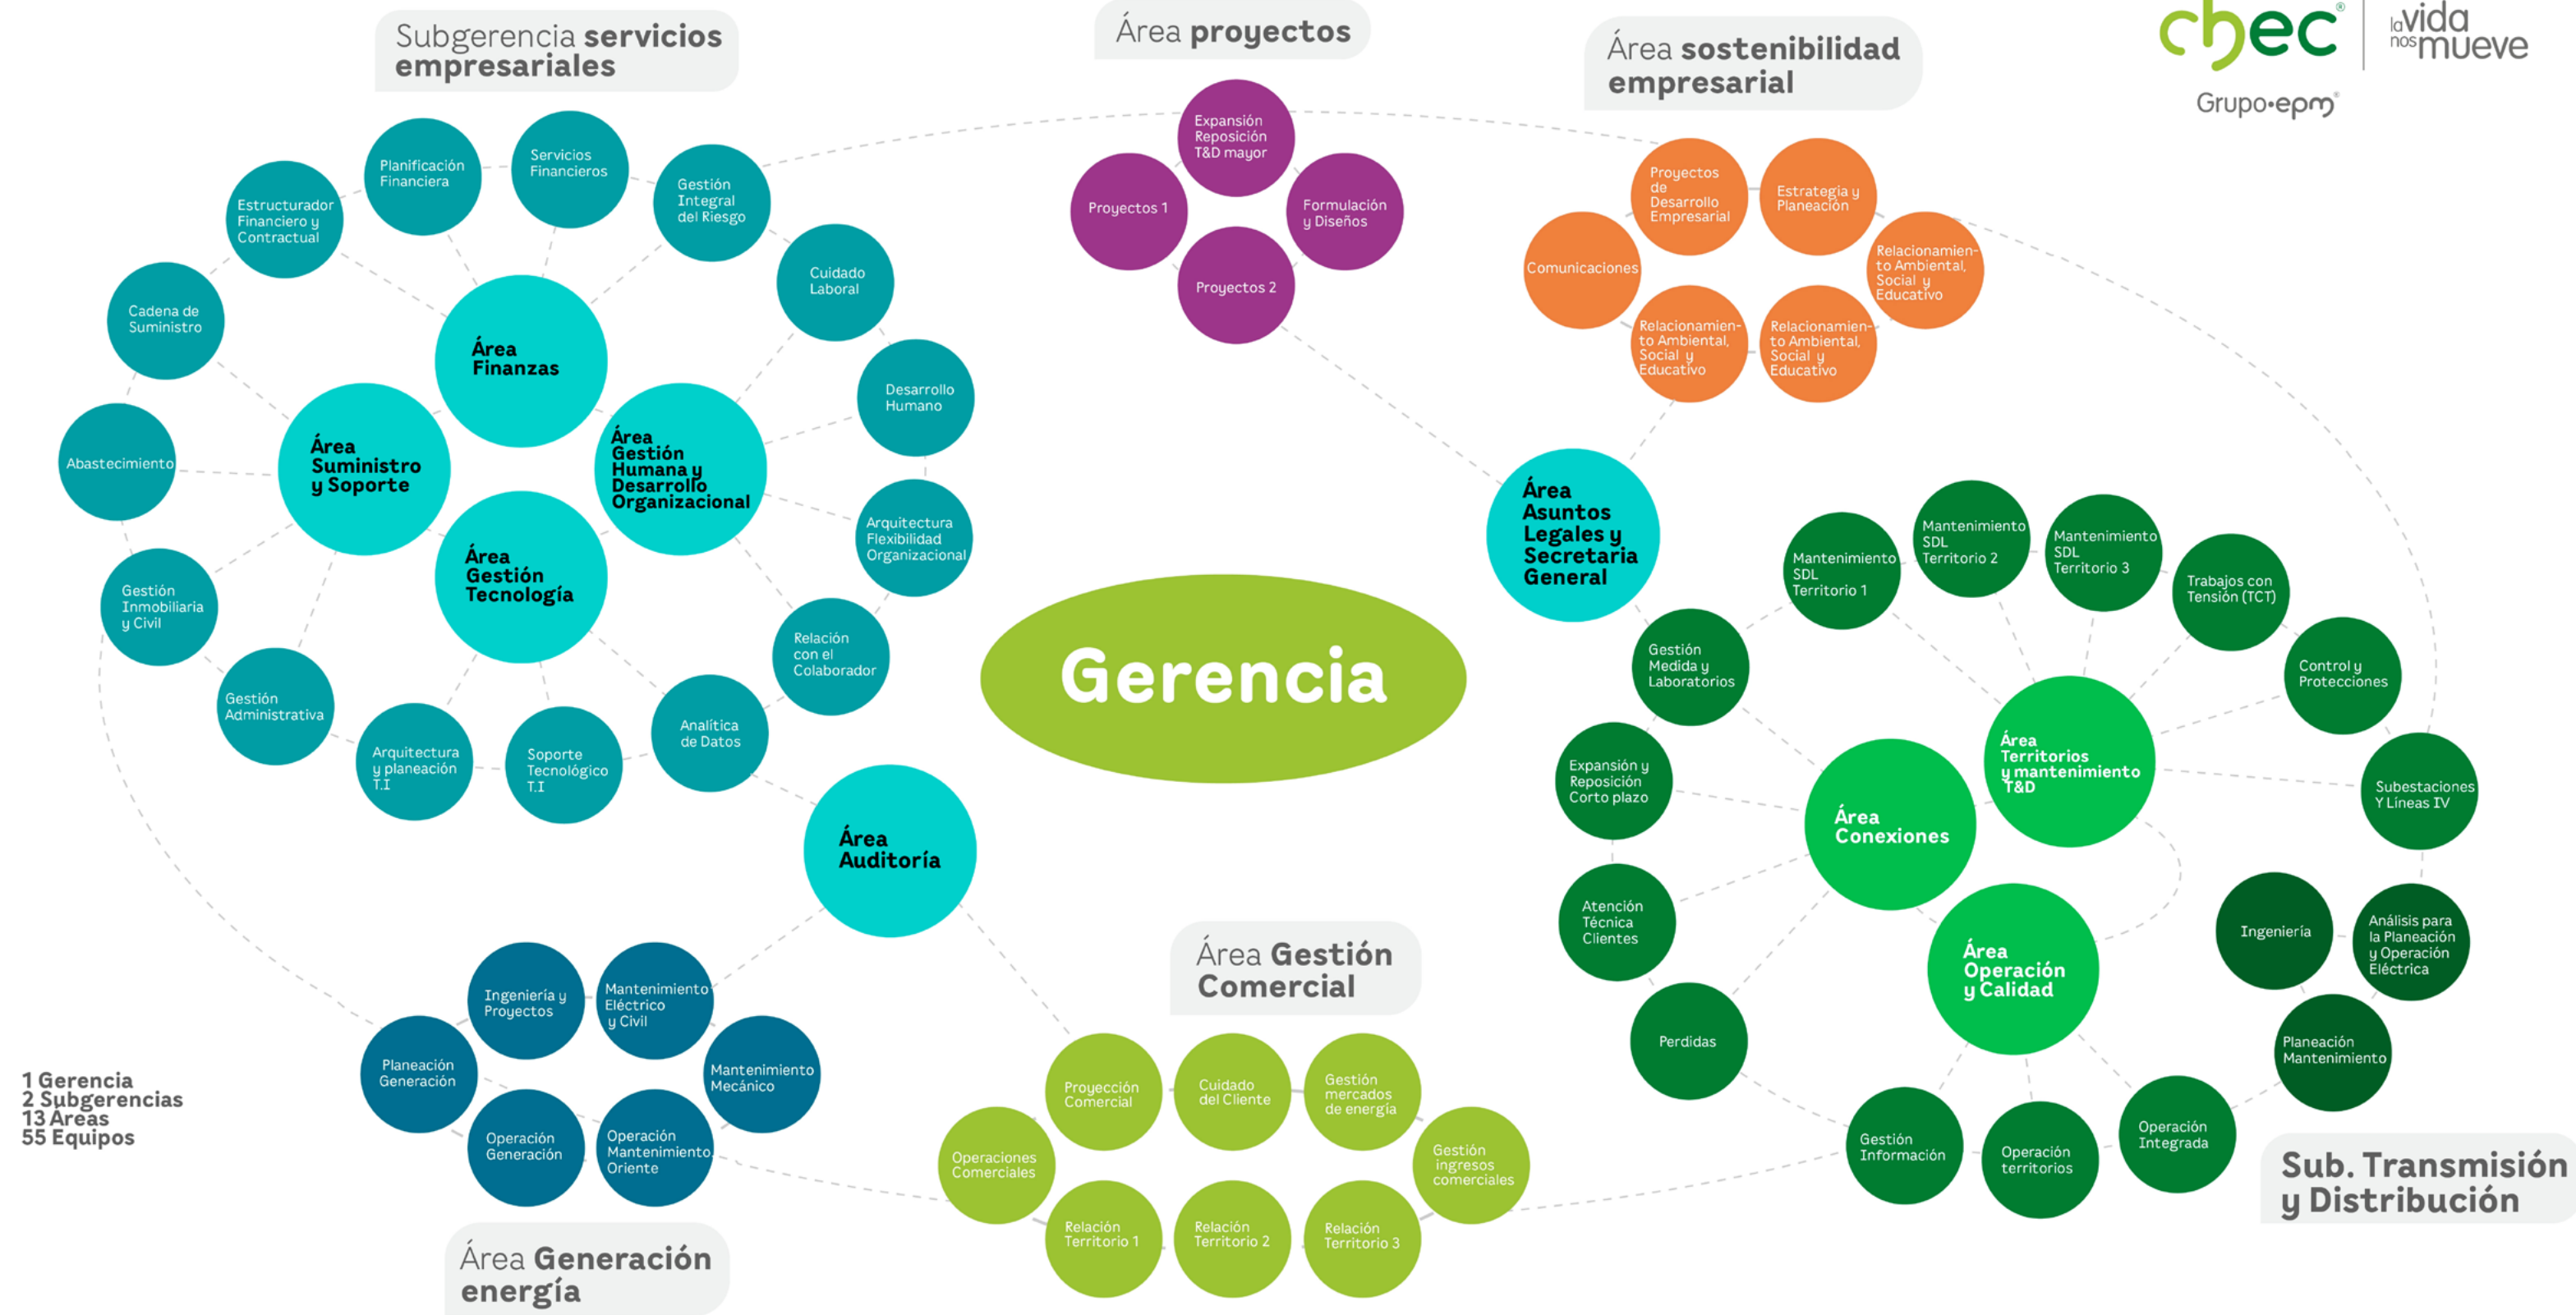 Subgerencia servicios
empresariales
Área proyectos
Área sostenibilidad
empresarial
chec®
la vida
nos mueve
Grupo•epm®
Planificación
Financiera
Servicios
Financieros
Gestión
Integral
del Riesgo
Estructurador
Financiero y
Contractual
Cuidado
Laboral
Cadena de
Suministro
Desarrollo
Humano
Área
Finanzas
Área
Suministro
y Soporte
Área
Gestión
Humana y
Desarrollo
Organizacional
Abastecimiento
Arquitectura
Flexibilidad
Organizacional
Área
Gestión
Tecnología
Gestión
Inmobiliaria
y Civil
Relación
con el
Colaborador
Gestión
Administrativa
Arquitectura
y planeación
T.I
Soporte
Tecnológico
T.I
Analítica
de Datos
Expansión
Reposición
T&D mayor
Proyectos 1
Formulación
y Diseños
Proyectos 2
Proyectos
de
Desarrollo
Empresarial
Estrategia y
Planeación
Comunicaciones
Relacionamien-
to Ambiental,
Social y
Educativo
Relacionamien-
to Ambiental,
Social y
Educativo
Relacionamien-
to Ambiental,
Social y
Educativo
Área
Asuntos
Legales y
Secretaria
General
Gerencia
Área
Auditoría
Mantenimiento
SDL
Territorio 1
Mantenimiento
SDL
Territorio 2
Mantenimiento
SDL
Territorio 3
Trabajos con
Tensión (TCT)
Control y
Protecciones
Gestión
Medida y
Laboratorios
Expansión y
Reposición
Corto plazo
Área
Territorios
y mantenimiento
T&D
Subestaciones
Y Lineas IV
Área
Conexiones
Atención
Técnica
Clientes
Ingeniería
Análisis para
la Planeación
y Operación
Eléctrica
Área
Operación
y Calidad
Perdidas
Planeación
Mantenimiento
Gestión
Información
Operación
territorios
Operación
Integrada
Sub. Transmisión
y Distribución
Área Gestión
Comercial
Proyección
Comercial
Cuidado
del Cliente
Gestión
mercados
de energía
Operaciones
Comerciales
Gestión
ingresos
comerciales
Relación
Territorio 1
Relación
Territorio 2
Relación
Territorio 3
Ingeniería y
Proyectos
Mantenimiento
Eléctrico
y Civil
Planeación
Generación
Mantenimiento
Mecánico
Operación
Generación
Operación
Mantenimiento
Oriente
Área Generación
energía
1 Gerencia
2 Subgerencias
13 Áreas
55 Equipos